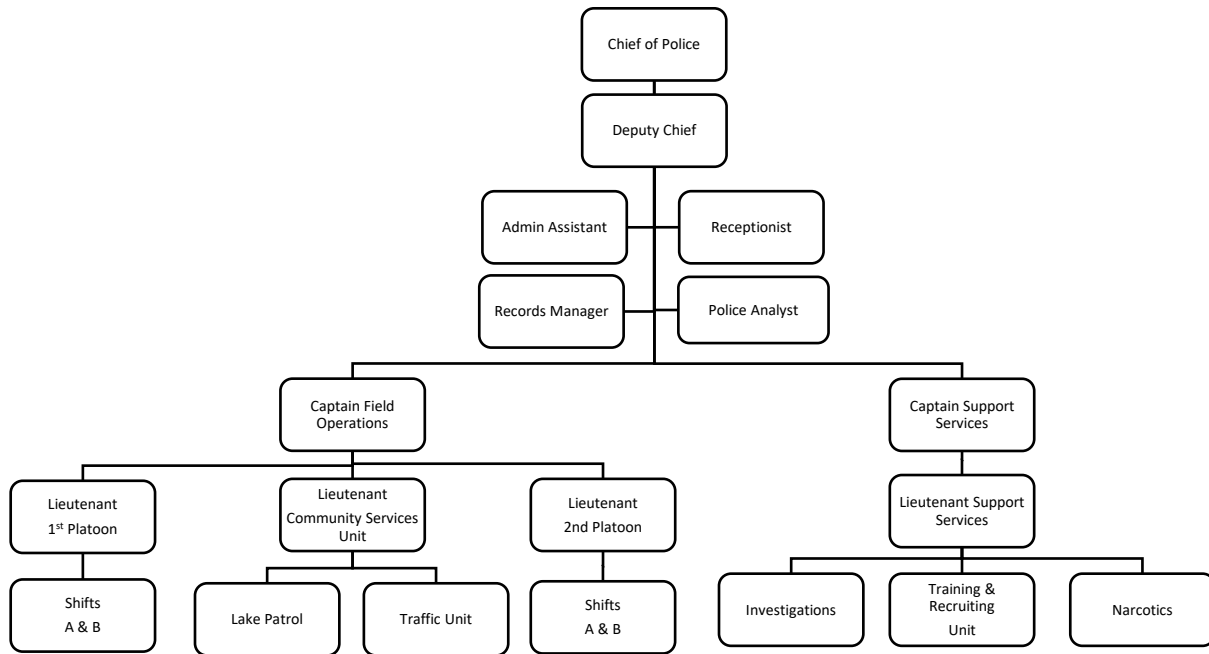 Chief of Police
Deputy Chief
Admin Assistant
Receptionist
Records Manager
Police Analyst
Captain Field
Operations
Captain Support
Services
Lieutenant
1st Platoon
Lieutenant
Community Services
Unit
Lieutenant
2nd Platoon
Lieutenant Support
Services
Shifts
A & B
Lake Patrol
Traffic Unit
Shifts
A & B
Investigations
Training &
Recruiting
Unit
Narcotics